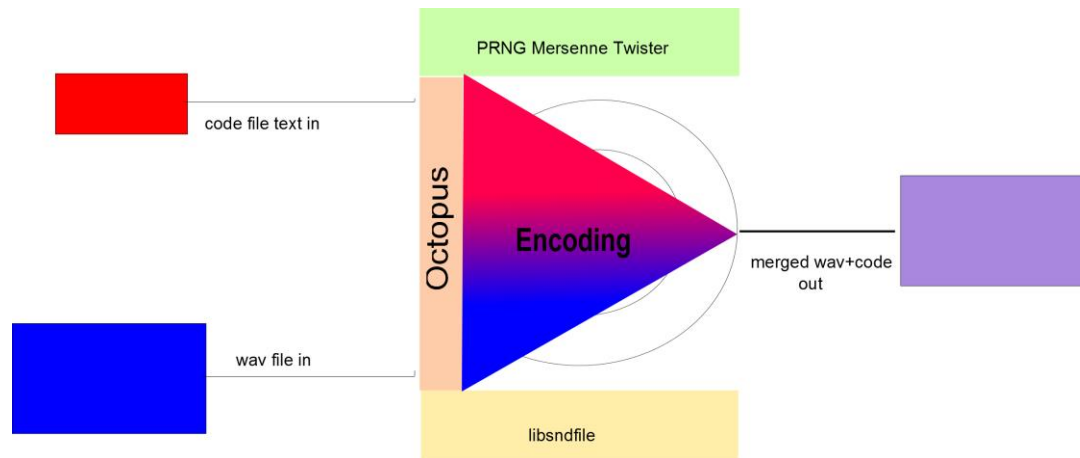 PRNG Mersenne Twister
code file text in
Octopus
Encoding
merged wav+code
out
wav file in
libsndfile